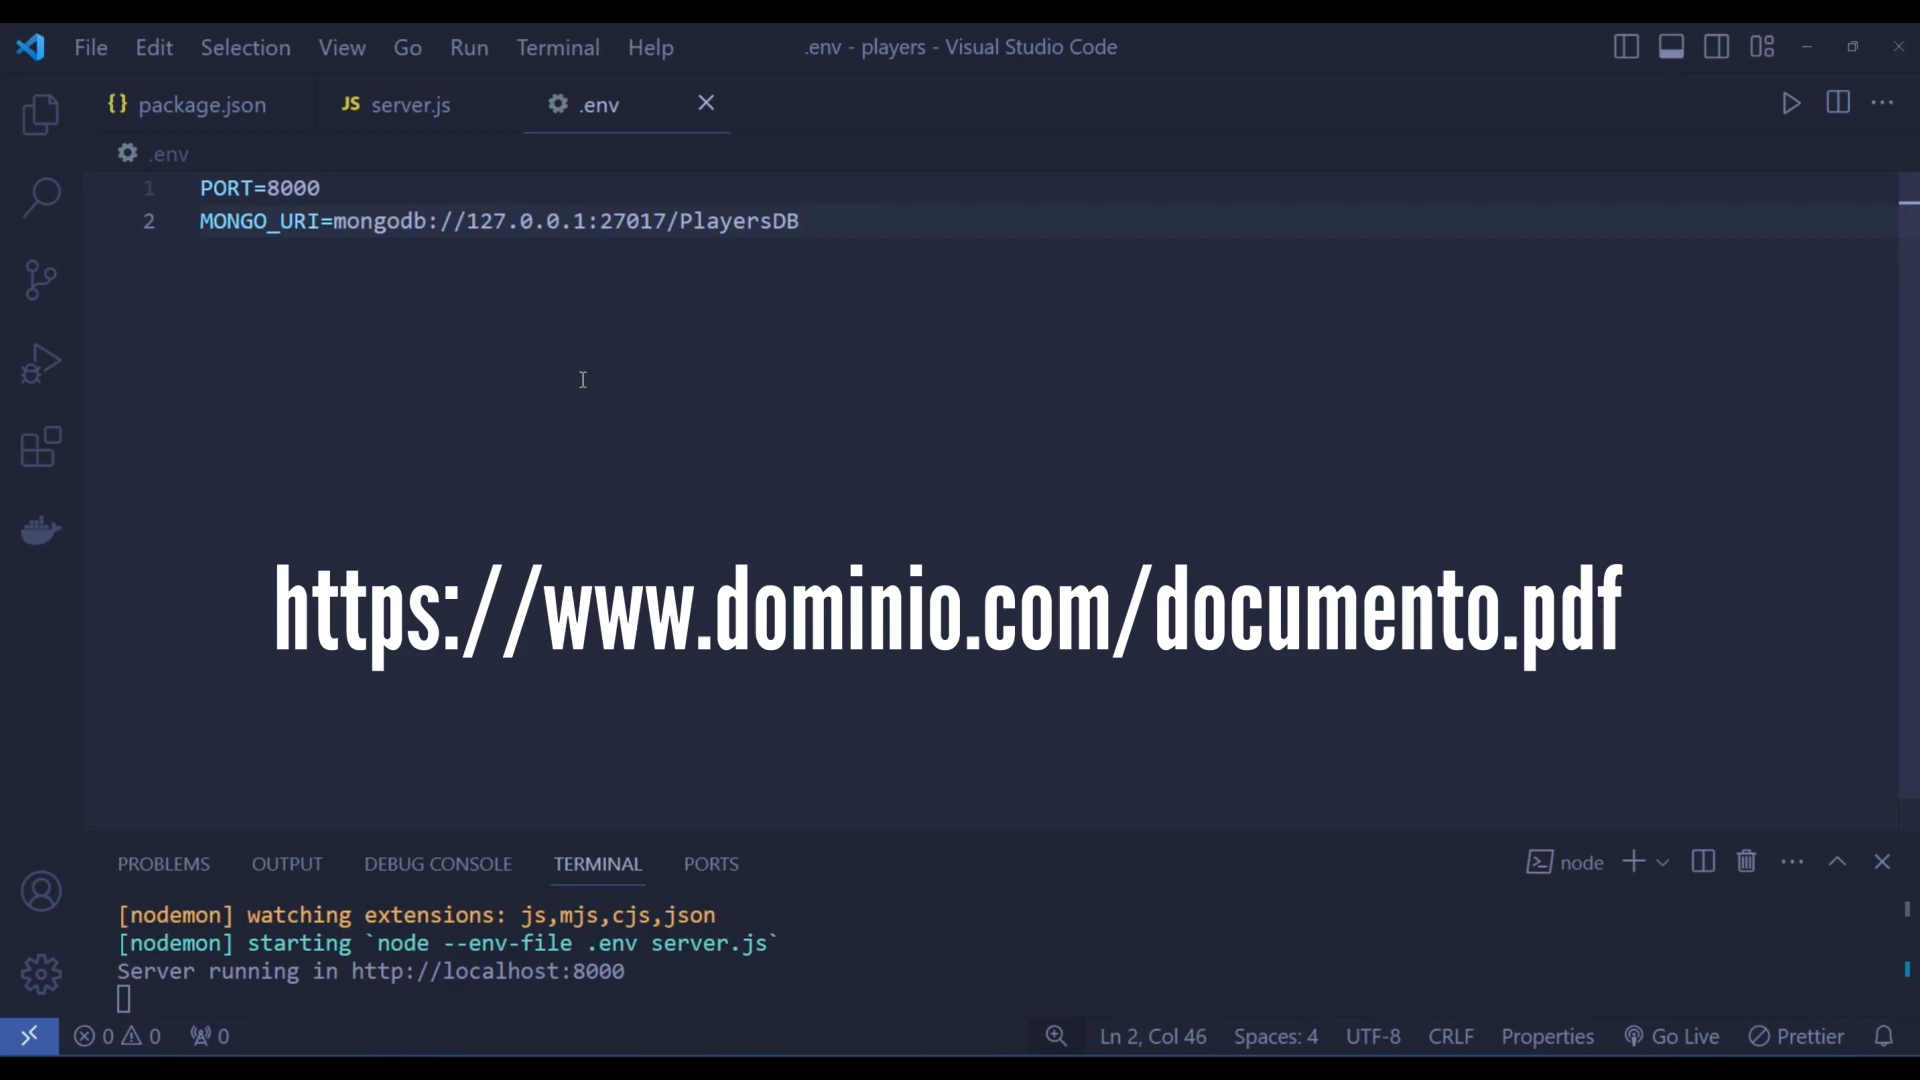 File Edit Selection View Go Run Terminal Help .env - players - Visual Studio Code
{} package.json JS server.js .env
.env
1 PORT=8000
2 MONGO_URI=mongodb://127.0.0.1:27017/PlayersDB
https://www.dominio.com/documento.pdf
PROBLEMS OUTPUT DEBUG CONSOLE TERMINAL PORTS node
[nodemon] watching extensions: js,mjs,cjs,json
[nodemon] starting `node --env-file .env server.js`
Server running in http://localhost:8000
0 0 0 Ln 2, Col 46 Spaces: 4 UTF-8 CRLF Properties Go Live Prettier